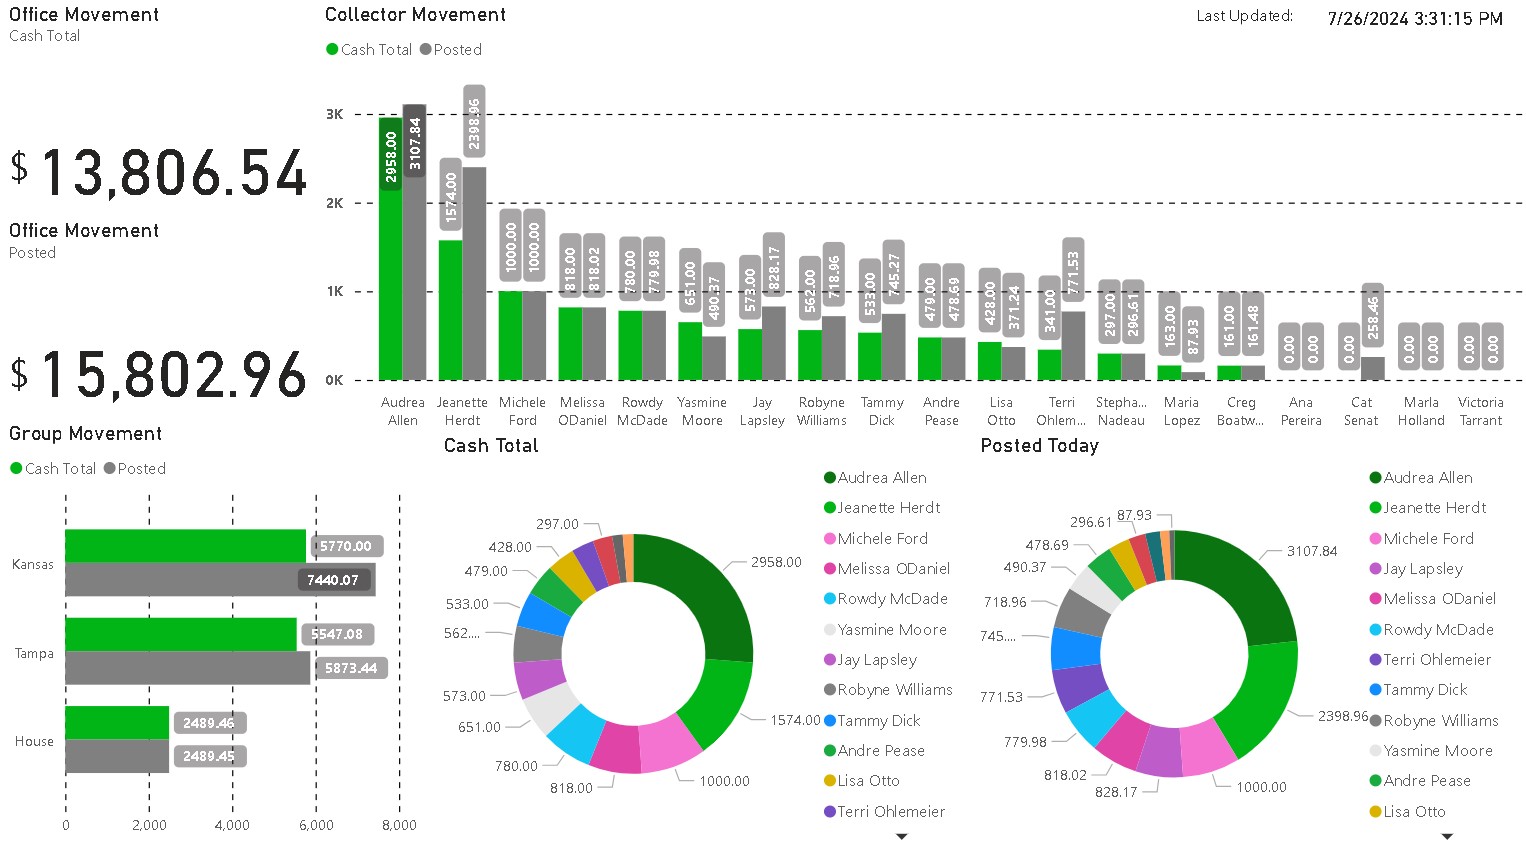 Office Movement
Cash Total
$ 13,806.54
Office Movement
Posted
$ 15,802.96
Collector Movement
Cash Total Posted
Last Updated: 7/26/2024 3:31:15 PM
3K
2K
1K
0K
2958.00 3107.84
1574.00 2398.96
1000.00 1000.00
818.00 818.02
780.00 779.98
651.00 490.37
573.00 828.17
562.00 718.96
533.00 745.27
479.00 478.69
428.00 371.24
341.00 771.53
297.00 296.61
163.00 87.93
161.00 161.48
0.00 0.00
0.00 258.46
0.00 0.00
0.00 0.00
Audrea Allen
Jeanette Herdt
Michele Ford
Melissa ODaniel
Rowdy McDade
Yasmine Moore
Jay Lapsley
Robyne Williams
Tammy Dick
Andre Pease
Lisa Otto
Terri Ohlem...
Stepha... Nadeau
Maria Lopez
Creg Boatw...
Ana Pereira
Cat Senat
Marla Holland
Victoria Tarrant
Group Movement
Cash Total Posted
Kansas
5770.00
7440.07
Tampa
5547.08
5873.44
House
2489.46
2489.45
0 2,000 4,000 6,000 8,000
Cash Total
297.00
428.00
479.00
533.00
562....
573.00
651.00
780.00
818.00
1000.00
1574.00
2958.00
Audrea Allen
Jeanette Herdt
Michele Ford
Melissa ODaniel
Rowdy McDade
Yasmine Moore
Jay Lapsley
Robyne Williams
Tammy Dick
Andre Pease
Lisa Otto
Terri Ohlemeier
Posted Today
87.93
296.61
478.69
490.37
718.96
745....
771.53
779.98
818.02
828.17
1000.00
2398.96
3107.84
Audrea Allen
Jeanette Herdt
Michele Ford
Jay Lapsley
Melissa ODaniel
Rowdy McDade
Terri Ohlemeier
Tammy Dick
Robyne Williams
Yasmine Moore
Andre Pease
Lisa Otto